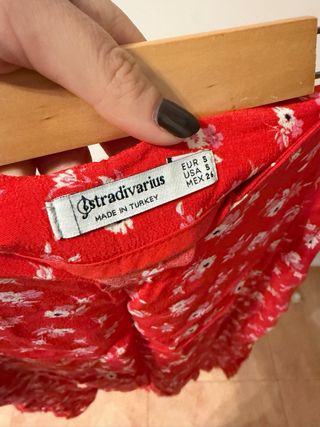 stradivarius
MADE IN TURKEY
EUR S
USA S
MEX 26